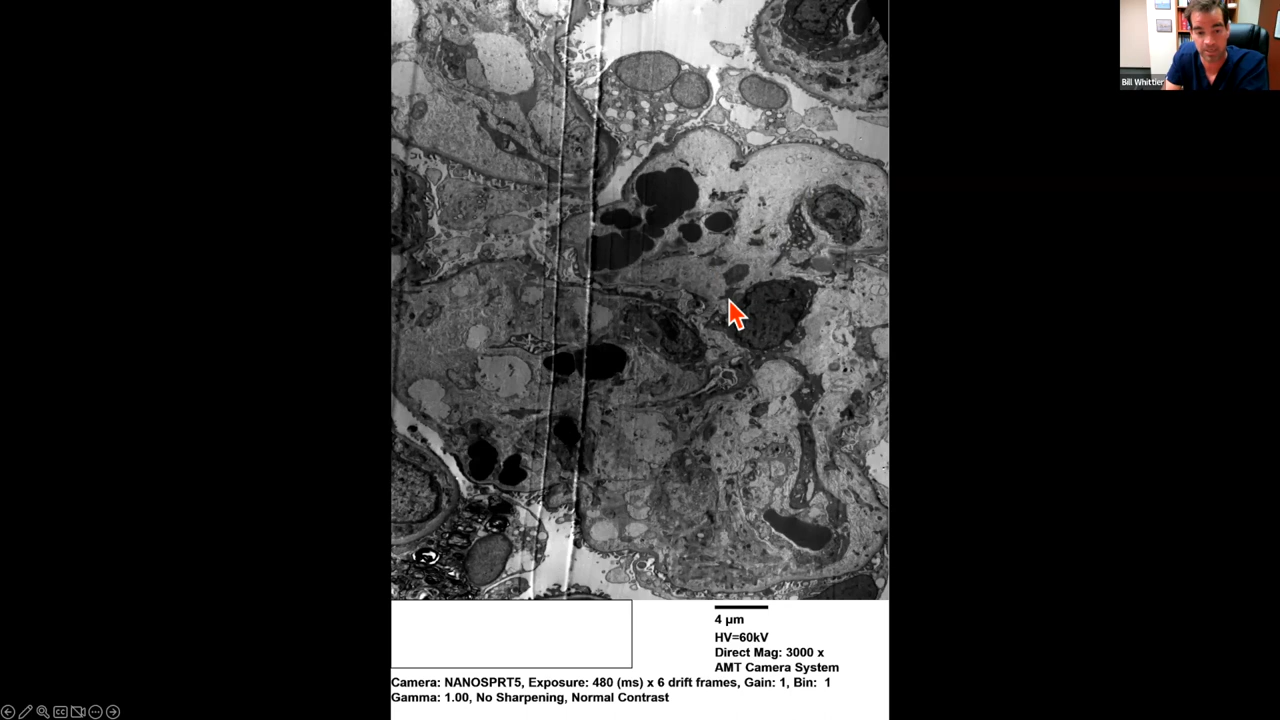 Bill Whittier
4 µm
HV=60kV
Direct Mag: 3000 x
AMT Camera System
Camera: NANOSPRT5, Exposure: 480 (ms) x 6 drift frames, Gain: 1, Bin: 1
Gamma: 1.00, No Sharpening, Normal Contrast